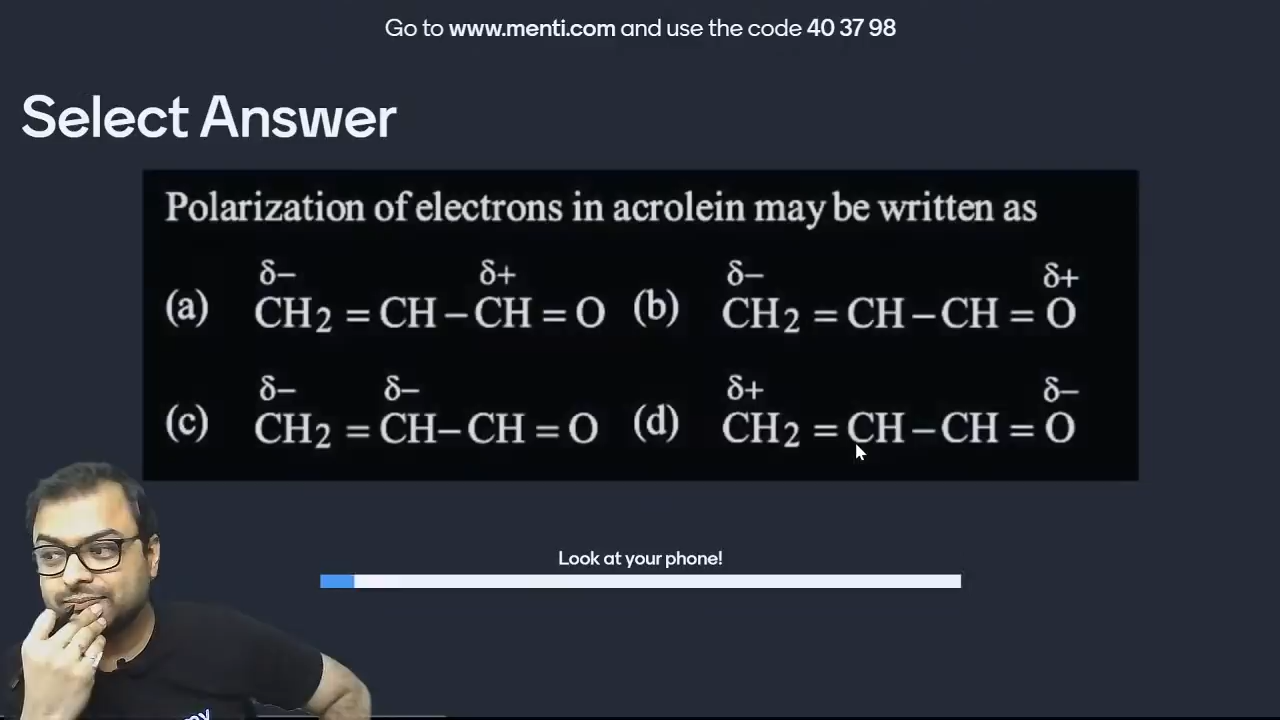 Go to www.menti.com and use the code 40 37 98
Select Answer
Polarization of electrons in acrolein may be written as
δ− δ+ δ− δ+
(a) CH2 = CH − CH = O (b) CH2 = CH − CH = O
δ− δ− δ+ δ−
(c) CH2 = CH− CH = O (d) CH2 = CH − CH = O
Look at your phone!